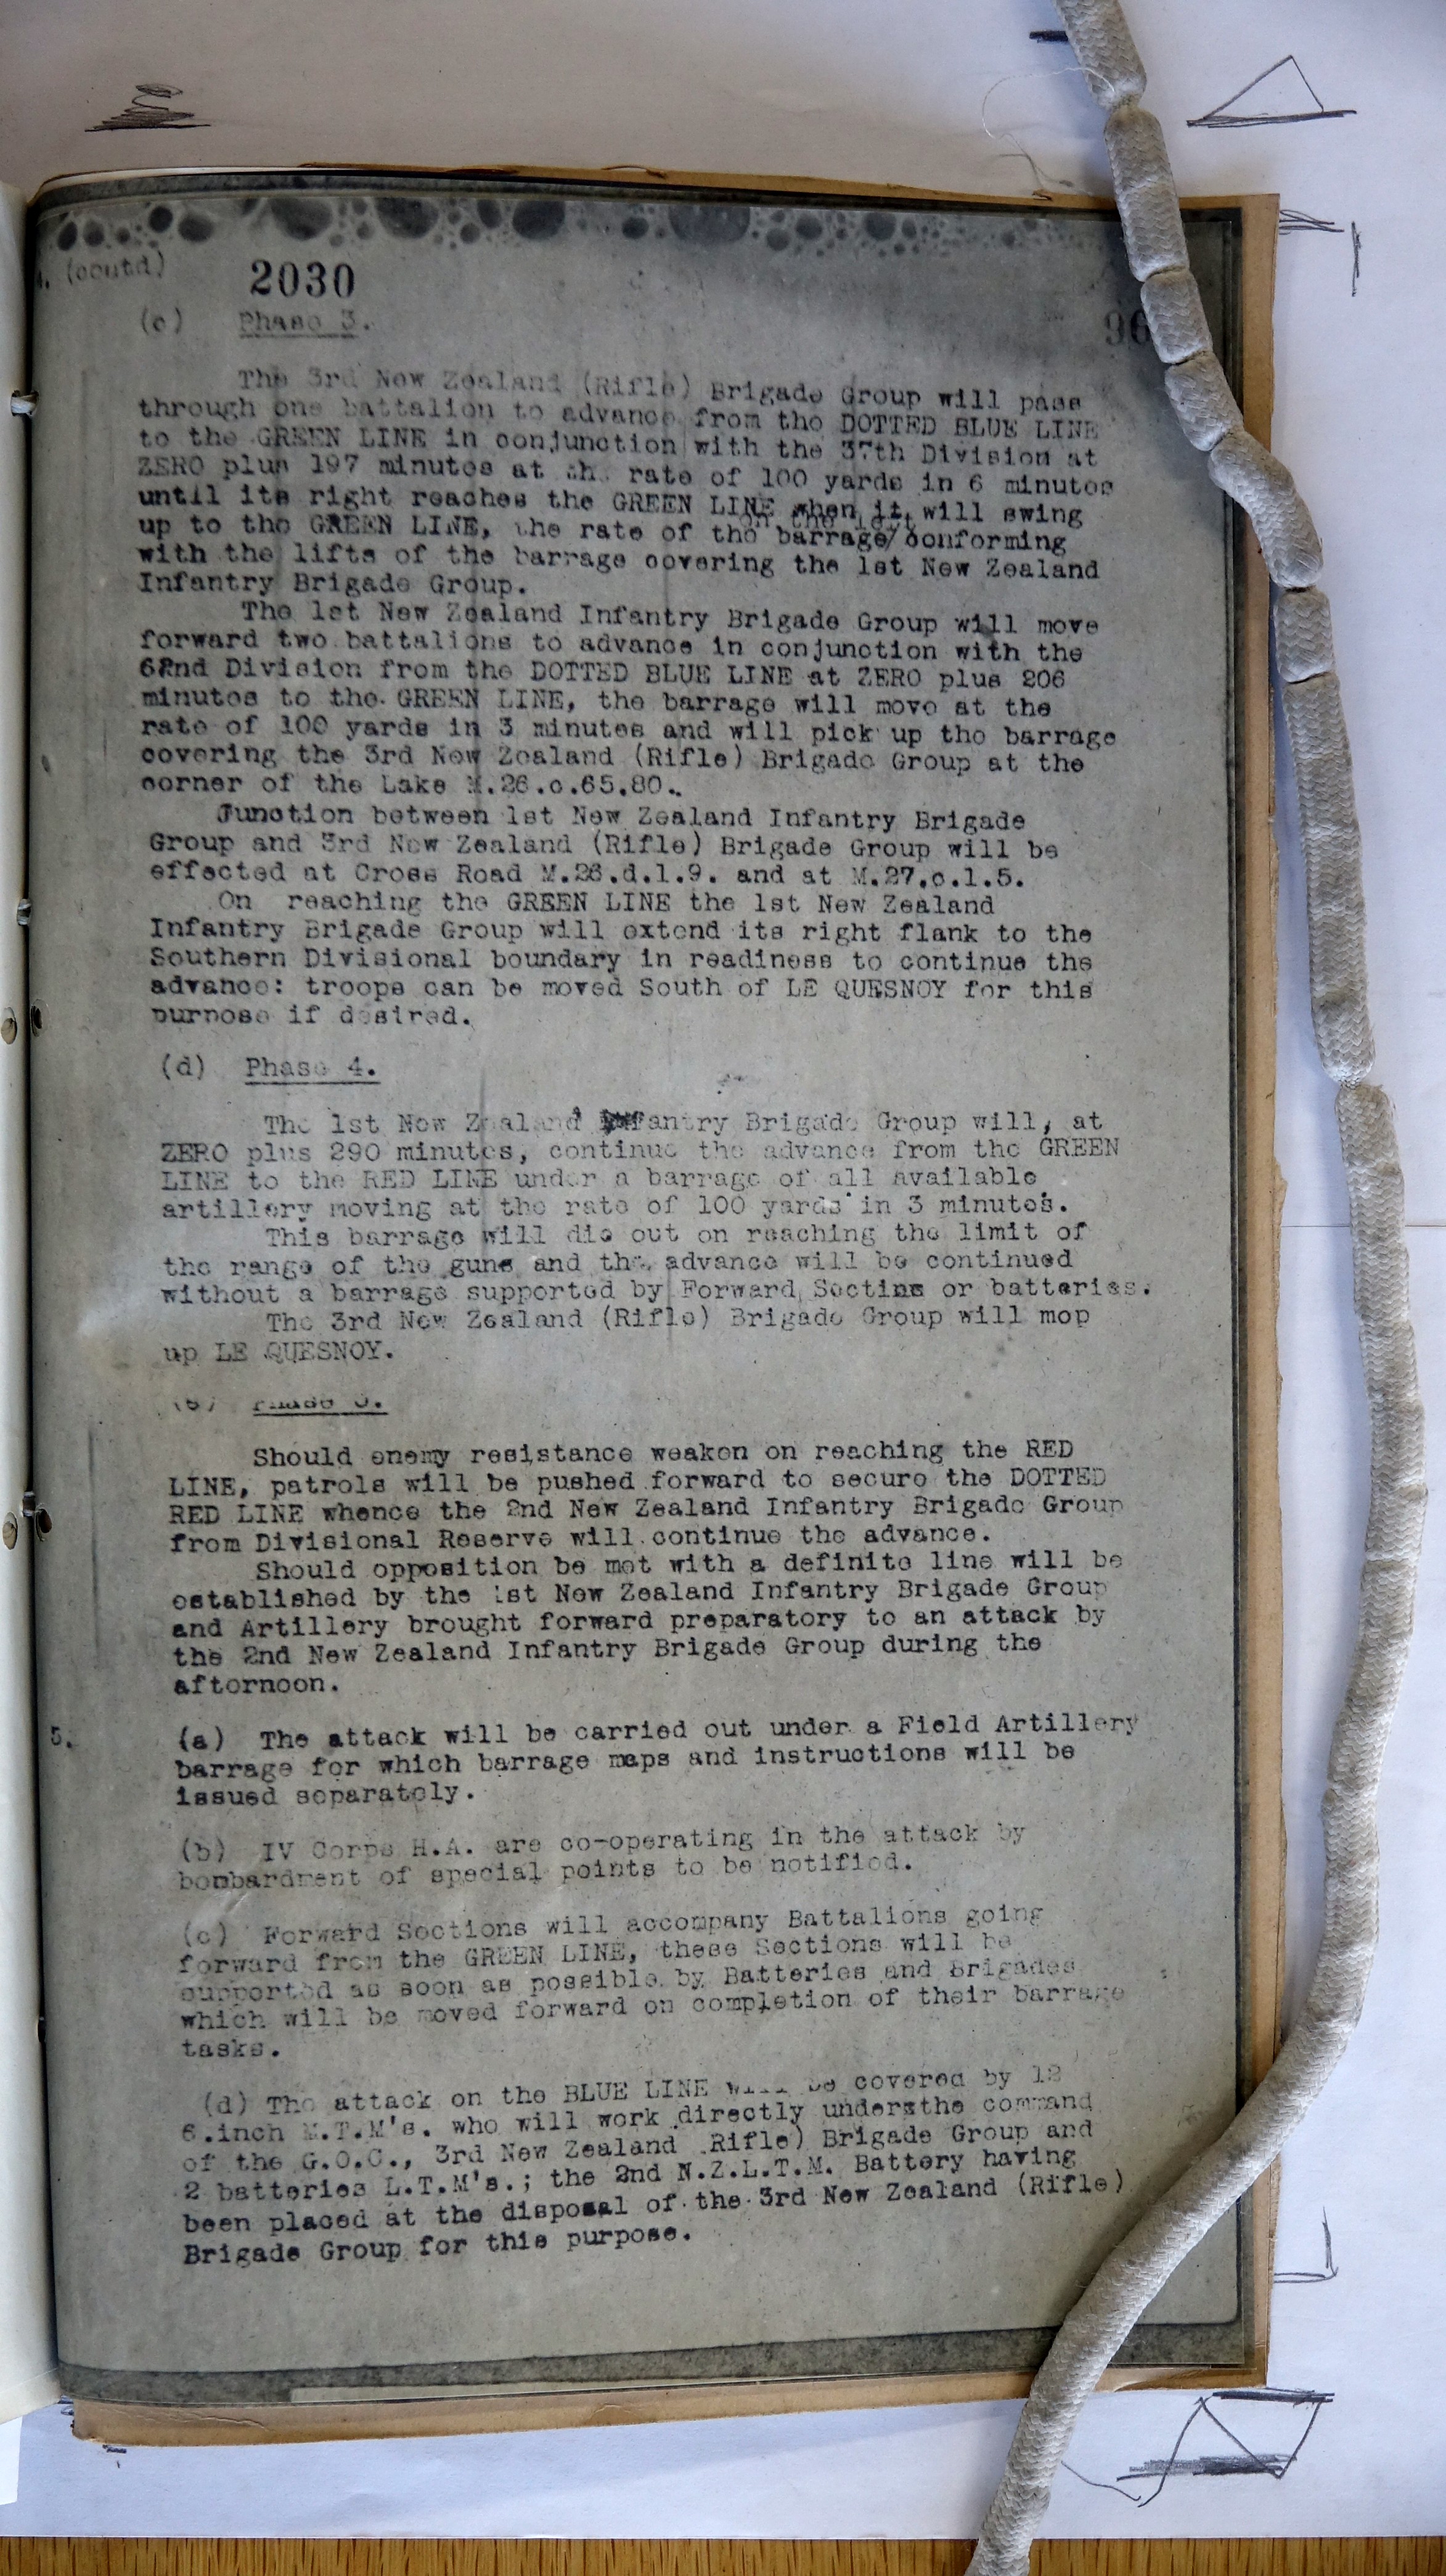 4. (contd)
2030
96
(c) Phase 3.
The 3rd New Zealand (Rifle) Brigade Group will pass
through one battalion to advance from the DOTTED BLUE LINE
to the GREEN LINE in conjunction with the 37th Division at
ZERO plus 197 minutes at the rate of 100 yards in 6 minutes
until its right reaches the GREEN LINE when it will swing
on the left
up to the GREEN LINE, the rate of the barrage/conforming
with the lifts of the barrage covering the 1st New Zealand
Infantry Brigade Group.
The 1st New Zealand Infantry Brigade Group will move
forward two battalions to advance in conjunction with the
62nd Division from the DOTTED BLUE LINE at ZERO plus 206
minutes to the GREEN LINE, the barrage will move at the
rate of 100 yards in 3 minutes and will pick up the barrage
covering the 3rd New Zealand (Rifle) Brigade Group at the
corner of the Lake M.26.c.65.80.
Junction between 1st New Zealand Infantry Brigade
Group and 3rd New Zealand (Rifle) Brigade Group will be
effected at Cross Road M.26.d.1.9. and at M.27.c.1.5.
On reaching the GREEN LINE the 1st New Zealand
Infantry Brigade Group will extend its right flank to the
Southern Divisional boundary in readiness to continue the
advance: troops can be moved South of LE QUESNOY for this
purpose if desired.
(d) Phase 4.
The 1st New Zealand Infantry Brigade Group will, at
ZERO plus 290 minutes, continue the advance from the GREEN
LINE to the RED LINE under a barrage of all available
artillery moving at the rate of 100 yards in 3 minutes.
This barrage will die out on reaching the limit of
the range of the guns and the advance will be continued
without a barrage supported by Forward Sectins or batteries.
The 3rd New Zealand (Rifle) Brigade Group will mop
up LE QUESNOY.
(e) Phase 5.
Should enemy resistance weaken on reaching the RED
LINE, patrols will be pushed forward to secure the DOTTED
RED LINE whence the 2nd New Zealand Infantry Brigade Group
from Divisional Reserve will continue the advance.
Should opposition be met with a definite line will be
established by the 1st New Zealand Infantry Brigade Group
and Artillery brought forward preparatory to an attack by
the 2nd New Zealand Infantry Brigade Group during the
afternoon.
5. (a) The attack will be carried out under a Field Artillery
barrage for which barrage maps and instructions will be
issued separately.
(b) IV Corps H.A. are co-operating in the attack by
bombardment of special points to be notified.
(c) Forward Sections will accompany Battalions going
forward from the GREEN LINE, these Sections will be
supported as soon as possible by Batteries and Brigades
which will be moved forward on completion of their barrage
tasks.
(d) The attack on the BLUE LINE will be covered by 12
6.inch M.T.M's. who will work directly understhe command
of the G.O.C., 3rd New Zealand Rifle) Brigade Group and
2 batteries L.T.M's.; the 2nd N.Z.L.T.M. Battery having
been placed at the disposal of the 3rd New Zealand (Rifle)
Brigade Group for this purpose.